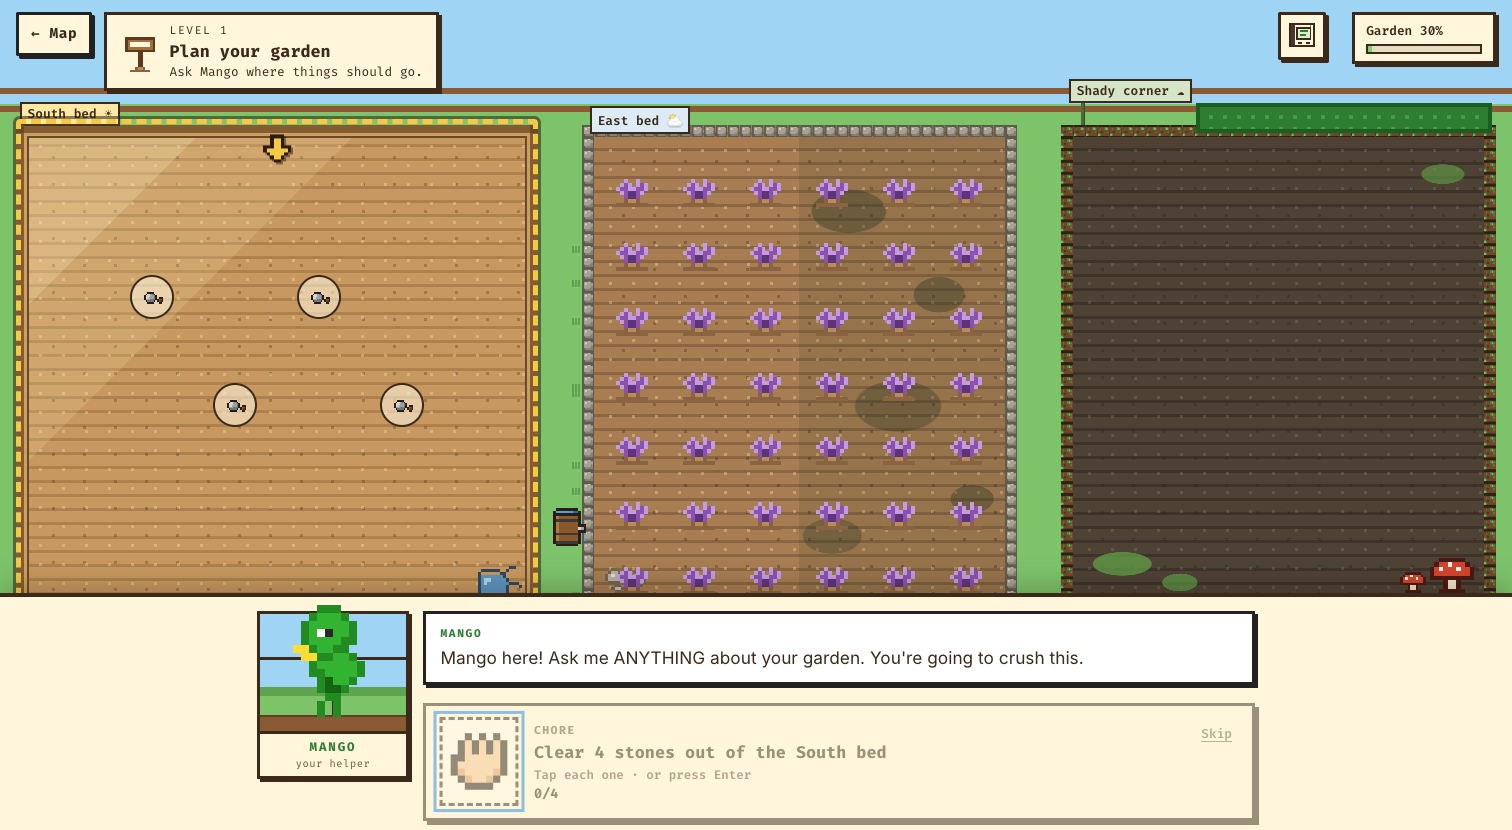 ← Map
LEVEL 1
Plan your garden
Ask Mango where things should go.
Garden 30%
South bed ☀
East bed ⛅
Shady corner ☁
MANGO
Mango here! Ask me ANYTHING about your garden. You're going to crush this.
MANGO
your helper
CHORE
Clear 4 stones out of the South bed
Tap each one · or press Enter
0/4
Skip